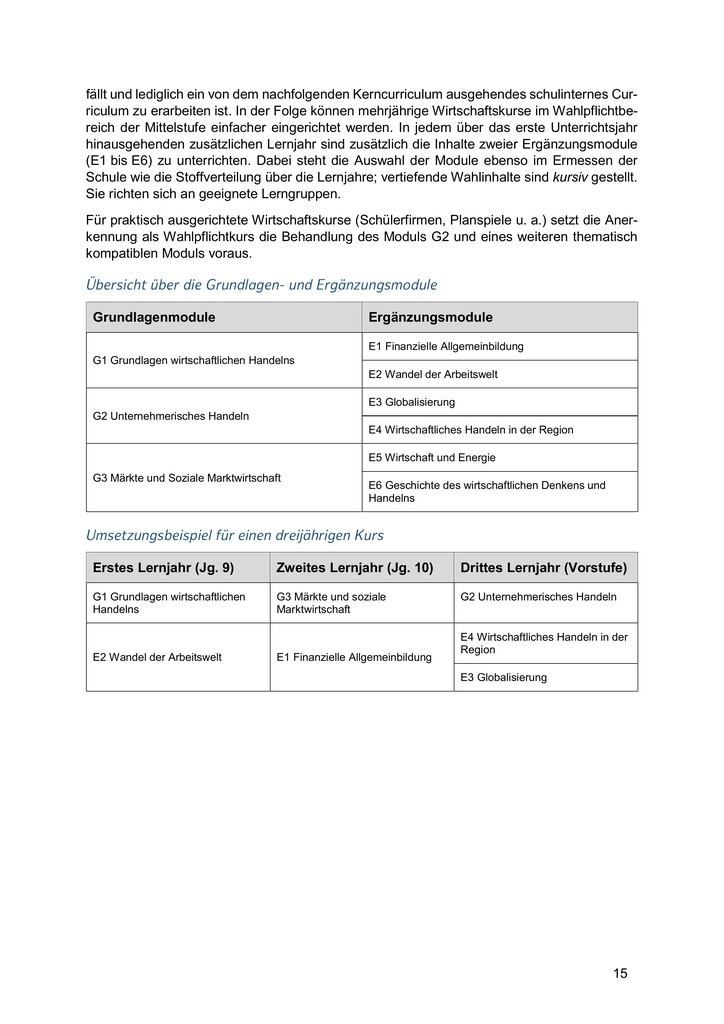 fällt und lediglich ein von dem nachfolgenden Kerncurriculum ausgehendes schulinternes Cur-
riculum zu erarbeiten ist. In der Folge können mehrjährige Wirtschaftskurse im Wahlpflichtbe-
reich der Mittelstufe einfacher eingerichtet werden. In jedem über das erste Unterrichtsjahr
hinausgehenden zusätzlichen Lernjahr sind zusätzlich die Inhalte zweier Ergänzungsmodule
(E1 bis E6) zu unterrichten. Dabei steht die Auswahl der Module ebenso im Ermessen der
Schule wie die Stoffverteilung über die Lernjahre; vertiefende Wahlinhalte sind kursiv gestellt.
Sie richten sich an geeignete Lerngruppen.
Für praktisch ausgerichtete Wirtschaftskurse (Schülerfirmen, Planspiele u. a.) setzt die Aner-
kennung als Wahlpflichtkurs die Behandlung des Moduls G2 und eines weiteren thematisch
kompatiblen Moduls voraus.
Übersicht über die Grundlagen- und Ergänzungsmodule
Grundlagenmodule
Ergänzungsmodule
G1 Grundlagen wirtschaftlichen Handelns
E1 Finanzielle Allgemeinbildung
E2 Wandel der Arbeitswelt
G2 Unternehmerisches Handeln
E3 Globalisierung
E4 Wirtschaftliches Handeln in der Region
G3 Märkte und Soziale Marktwirtschaft
E5 Wirtschaft und Energie
E6 Geschichte des wirtschaftlichen Denkens und
Handelns
Umsetzungsbeispiel für einen dreijährigen Kurs
Erstes Lernjahr (Jg. 9)
Zweites Lernjahr (Jg. 10)
Drittes Lernjahr (Vorstufe)
G1 Grundlagen wirtschaftlichen
Handelns
G3 Märkte und soziale
Marktwirtschaft
G2 Unternehmerisches Handeln
E2 Wandel der Arbeitswelt
E1 Finanzielle Allgemeinbildung
E4 Wirtschaftliches Handeln in der
Region
E3 Globalisierung
15